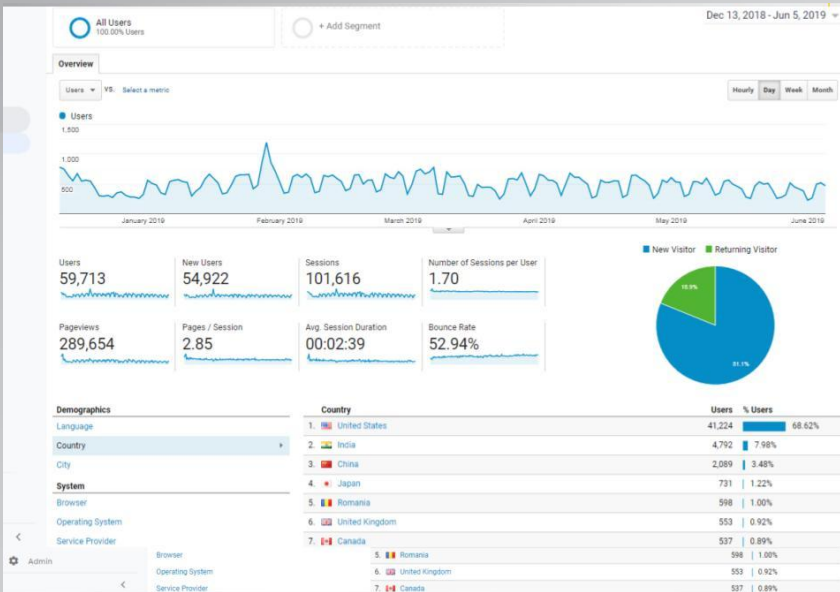 All Users
100.00% Users
+ Add Segment
Dec 13, 2018 - Jun 5, 2019
Overview
Users VS. Select a metric
Hourly Day Week Month
Users
1,500
1,000
500
January 2019 February 2019 March 2019 April 2019 May 2019 June 2019
New Visitor Returning Visitor
Users New Users Sessions Number of Sessions per User
59,713 54,922 101,616 1.70
Pageviews Pages / Session Avg. Session Duration Bounce Rate
289,654 2.85 00:02:39 52.94%
18.9%
81.1%
Demographics Country Users % Users
Language 1. United States 41,224 68.62%
Country 2. India 4,792 7.98%
City 3. China 2,089 3.48%
System 4. Japan 731 1.22%
Browser 5. Romania 598 1.00%
Operating System 6. United Kingdom 553 0.92%
Service Provider 7. Canada 537 0.89%
Admin Browser 5. Romania 598 1.00%
Operating System 6. United Kingdom 553 0.92%
Service Provider 7. Canada 537 0.89%